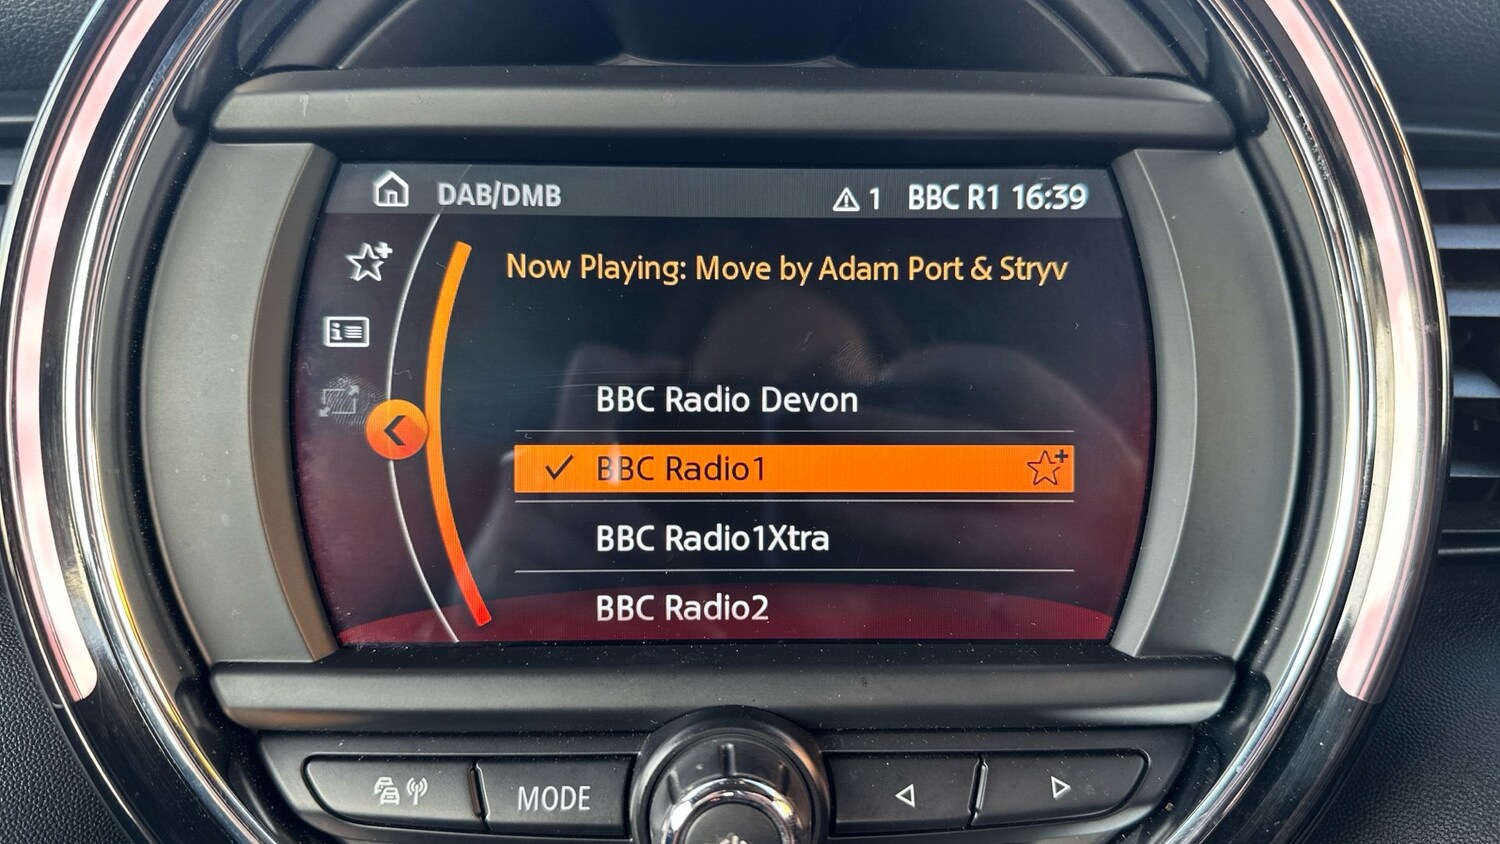 DAB/DMB 1 BBC R1 16:39
Now Playing: Move by Adam Port & Stryv
BBC Radio Devon
BBC Radio1
BBC Radio1Xtra
BBC Radio2
MODE